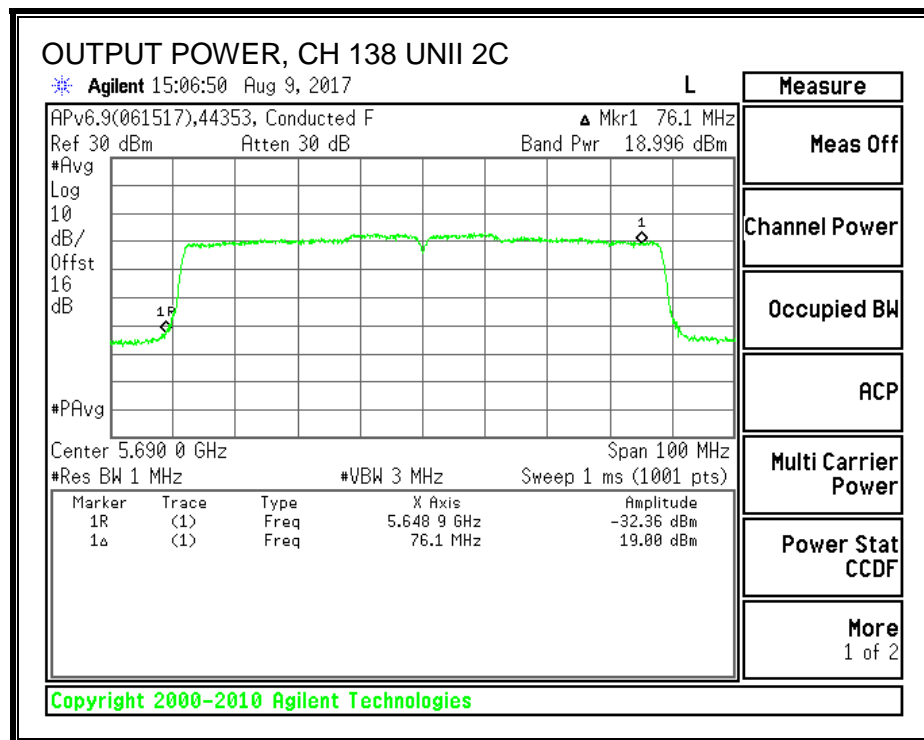 OUTPUT POWER, CH 138 UNII 2C
Agilent 15:06:50 Aug 9, 2017 L
APv6.9(061517),44353, Conducted F Δ Mkr1 76.1 MHz
Ref 30 dBm Atten 30 dB Band Pwr 18.996 dBm
#Avg
Log
10
dB/
Offst
16
dB
1
1R
#PAvg
Center 5.690 0 GHz Span 100 MHz
#Res BW 1 MHz #VBW 3 MHz Sweep 1 ms (1001 pts)
Marker Trace Type X Axis Amplitude
1R (1) Freq 5.648 9 GHz -32.36 dBm
1Δ (1) Freq 76.1 MHz 19.00 dBm
Measure
Meas Off
Channel Power
Occupied BW
ACP
Multi Carrier
Power
Power Stat
CCDF
More
1 of 2
Copyright 2000-2010 Agilent Technologies